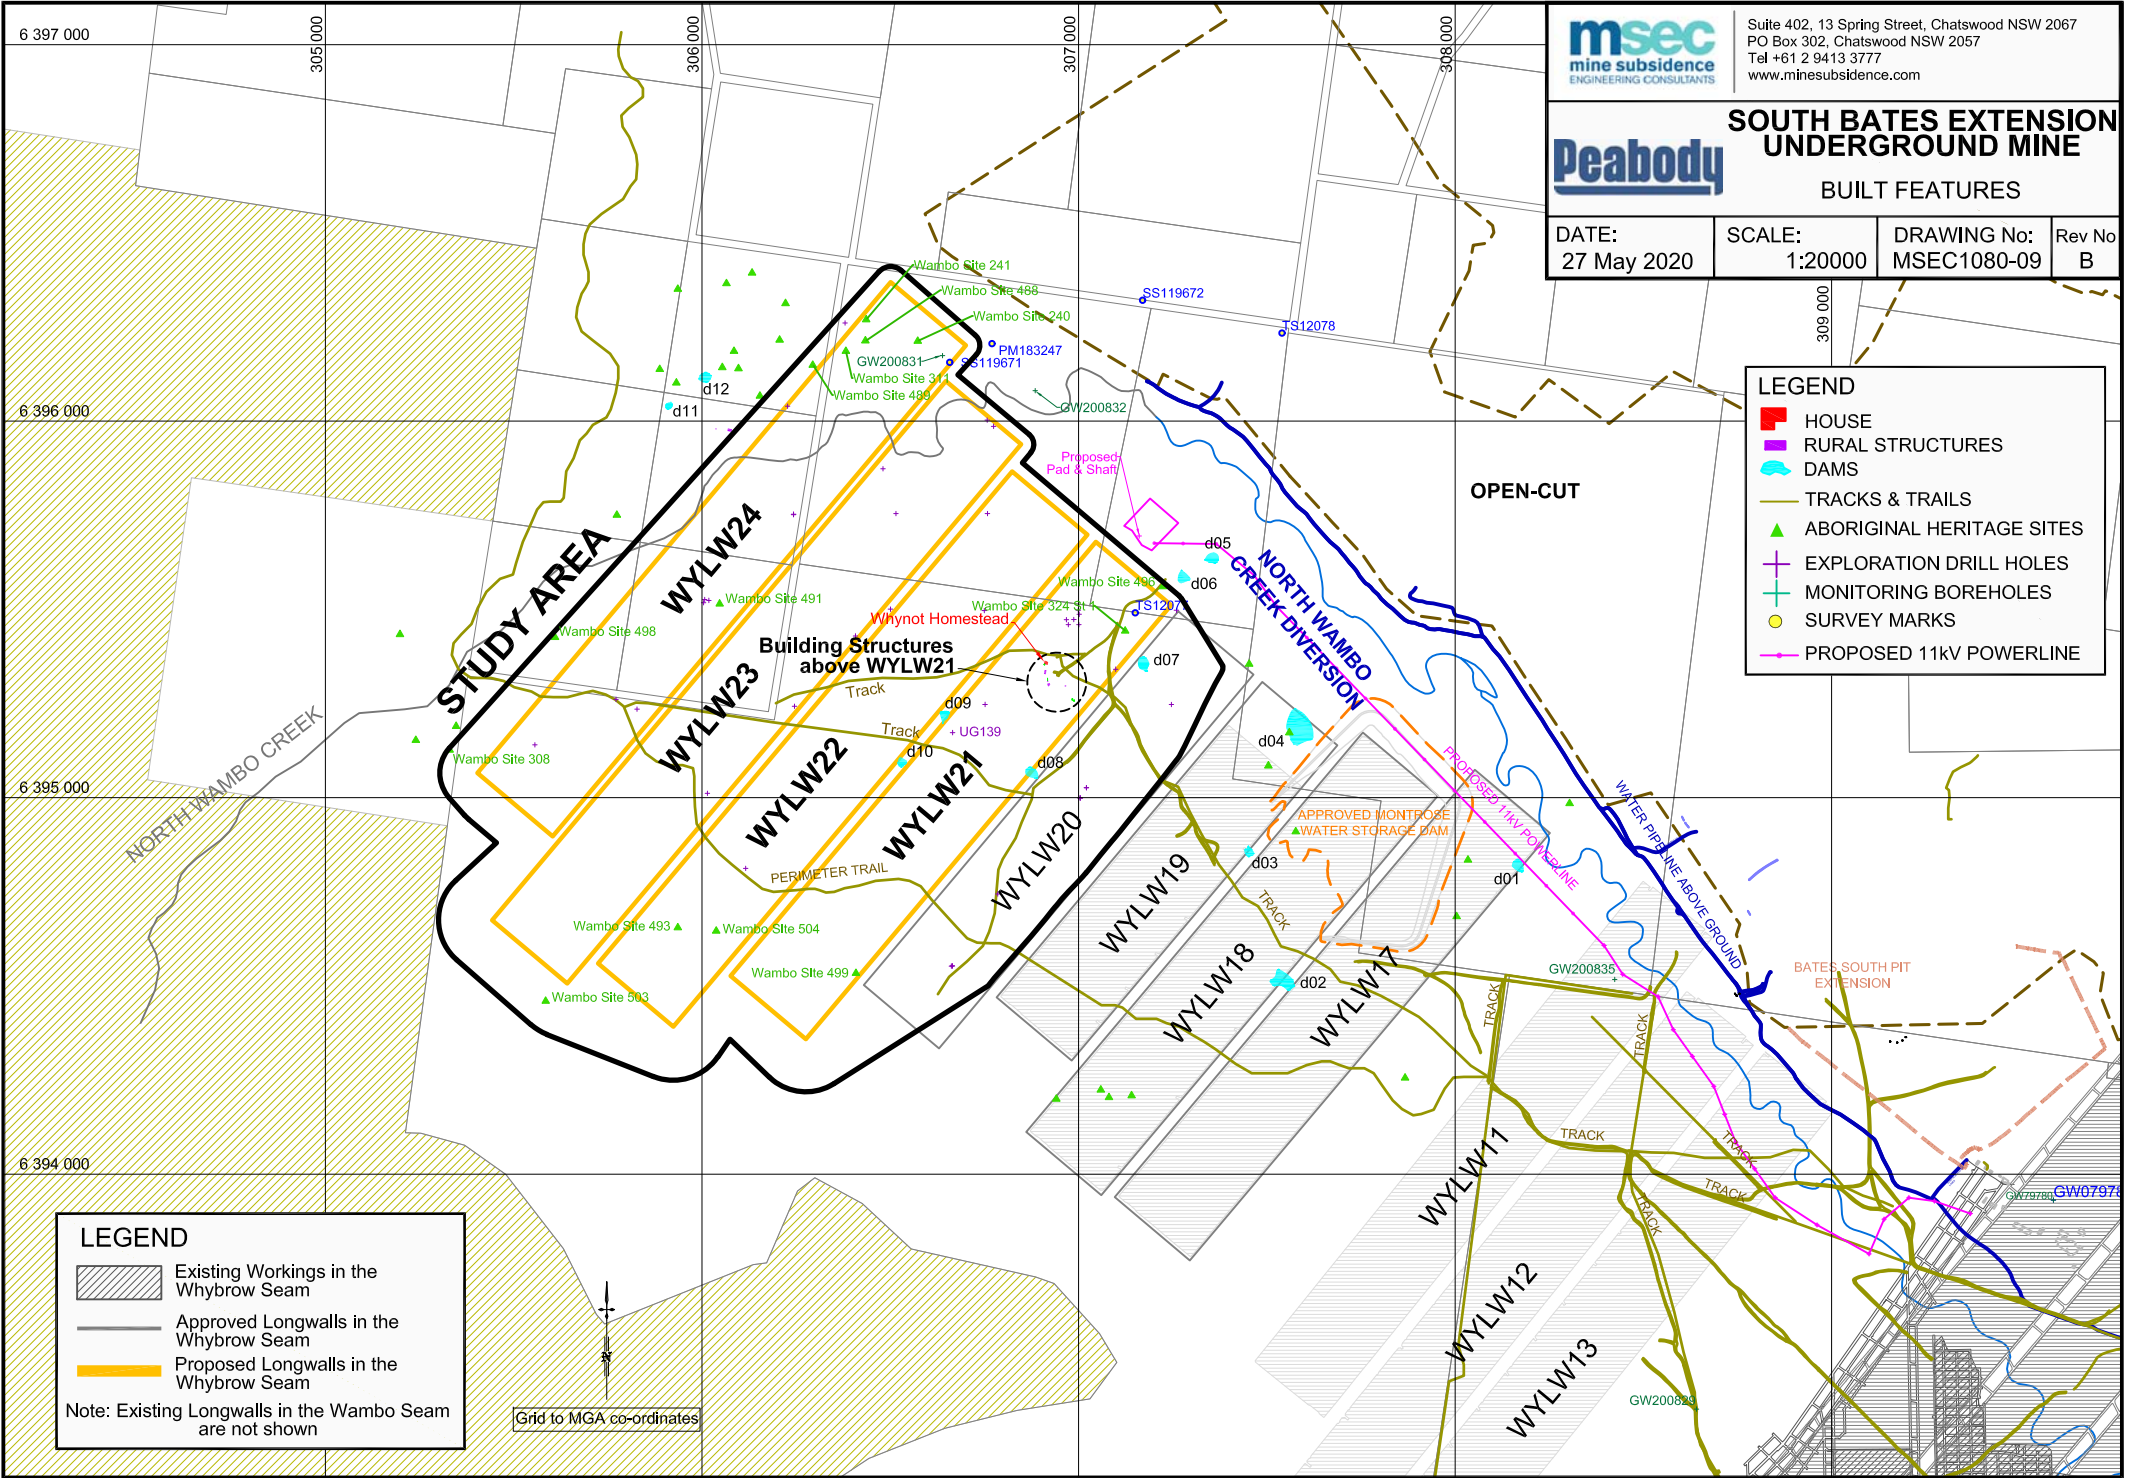 6 397 000
305 000
306 000
307 000
308 000
msec
mine subsidence
ENGINEERING CONSULTANTS
Suite 402, 13 Spring Street, Chatswood NSW 2067
PO Box 302, Chatswood NSW 2057
Tel +61 2 9413 3777
www.minesubsidence.com
Peabody
SOUTH BATES EXTENSION
UNDERGROUND MINE
BUILT FEATURES
DATE:
27 May 2020
SCALE:
1:20000
DRAWING No:
MSEC1080-09
Rev No
B
309 000
LEGEND
HOUSE
RURAL STRUCTURES
DAMS
TRACKS & TRAILS
ABORIGINAL HERITAGE SITES
EXPLORATION DRILL HOLES
MONITORING BOREHOLES
SURVEY MARKS
PROPOSED 11kV POWERLINE
Wambo Site 241
Wambo Site 488
Wambo Site 240
SS119672
TS12078
PM183247
GW200831
SS119671
Wambo Site 311
Wambo Site 489
GW200832
d12
d11
6 396 000
Proposed
Pad & Shaft
OPEN-CUT
d05
d06
NORTH WAMBO
CREEK DIVERSION
STUDY AREA
WYLW24
Wambo Site 491
Wambo Site 498
Wambo Site 496
Wambo Site 324 St 1
TS1207
Whynot Homestead
Building Structures
above WYLW21
d07
Track
d09
Track
UG139
d10
d08
d04
WYLW23
WYLW22
WYLW21
WYLW20
Wambo Site 308
NORTH WAMBO CREEK
6 395 000
PROPOSED 11kV POWERLINE
APPROVED MONTROSE
WATER STORAGE DAM
WATER PIPELINE ABOVE GROUND
d03
d01
PERIMETER TRAIL
TRACK
WYLW19
WYLW18
WYLW17
d02
Wambo Site 493
Wambo Site 504
Wambo Site 499
Wambo Site 503
GW200835
BATES SOUTH PIT
EXTENSION
TRACK
TRACK
TRACK
TRACK
TRACK
TRACK
6 394 000
WYLW11
WYLW12
WYLW13
GW79780
GW07978
GW200829
LEGEND
Existing Workings in the
Whybrow Seam
Approved Longwalls in the
Whybrow Seam
Proposed Longwalls in the
Whybrow Seam
Note: Existing Longwalls in the Wambo Seam
are not shown
N
Grid to MGA co-ordinates